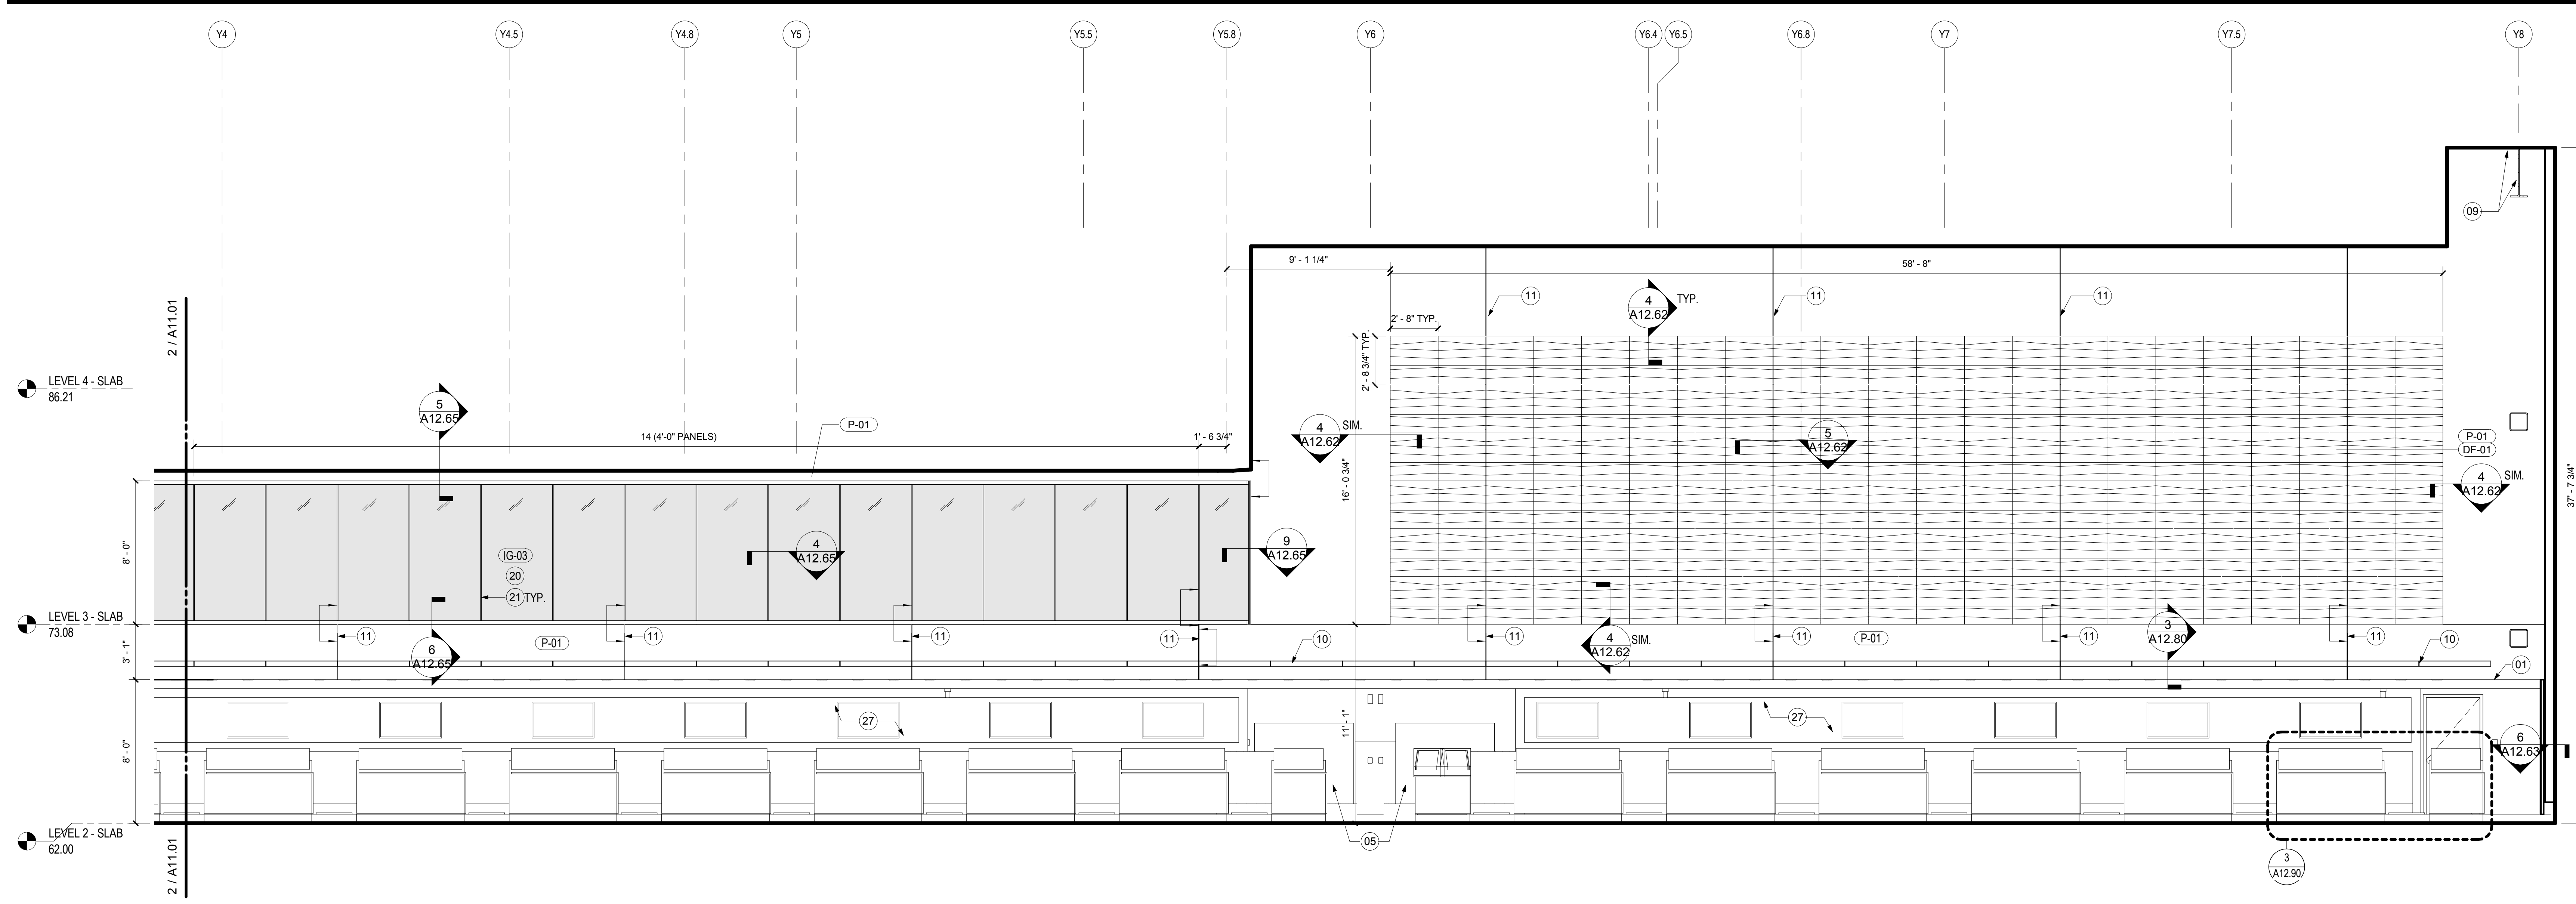 Y4
Y4.5
Y4.8
Y5
Y5.5
Y5.8
Y6
Y6.4
Y6.5
Y6.8
Y7
Y7.5
Y8
09
9' - 1 1/4"
58' - 8"
2 / A11.01
11
11
11
4
A12.62
TYP.
2' - 8" TYP.
2' - 8 3/4" TYP.
LEVEL 4 - SLAB
86.21
5
A12.65
14 (4'-0" PANELS)
1' - 6 3/4"
P-01
4
A12.62
SIM.
5
A12.62
P-01
DF-01
4
A12.62
SIM.
16' - 0 3/4"
37' - 7 3/4"
8' - 0"
IG-03
20
21
TYP.
4
A12.65
9
A12.65
LEVEL 3 - SLAB
73.08
3' - 1"
11
P-01
11
11
11
10
11
4
A12.62
SIM.
11
P-01
11
3
A12.80
11
10
01
6
A12.65
8' - 0"
27
11' - 1"
27
6
A12.63
LEVEL 2 - SLAB
62.00
2 / A11.01
05
3
A12.90